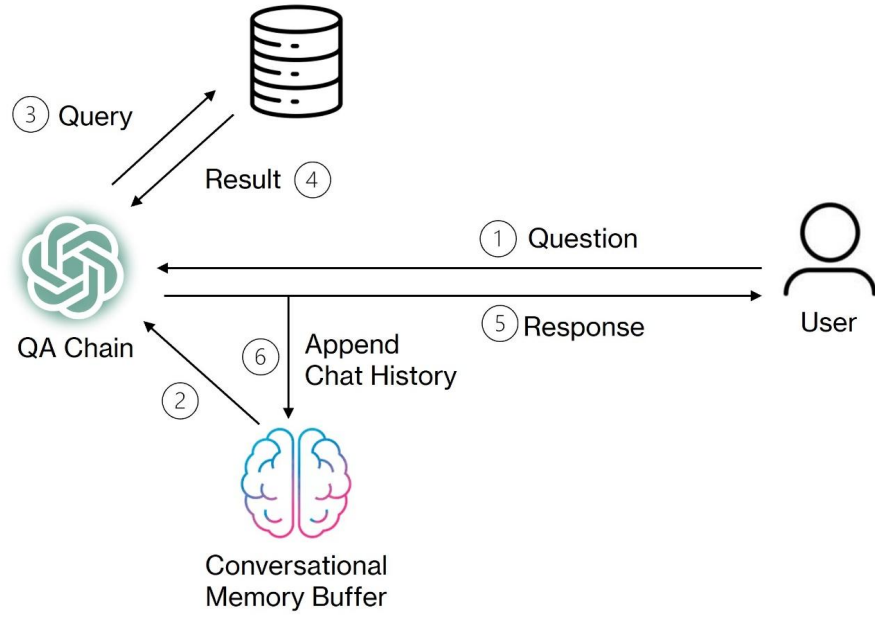 3 Query
Result 4
1 Question
5 Response
User
QA Chain
6 Append
Chat History
2
Conversational
Memory Buffer